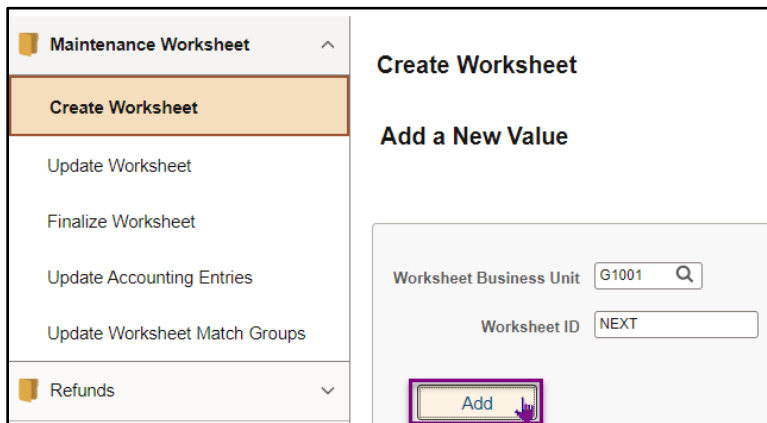 Maintenance Worksheet
Create Worksheet
Update Worksheet
Finalize Worksheet
Update Accounting Entries
Update Worksheet Match Groups
Refunds
Create Worksheet
Add a New Value
Worksheet Business Unit G1001
Worksheet ID NEXT
Add